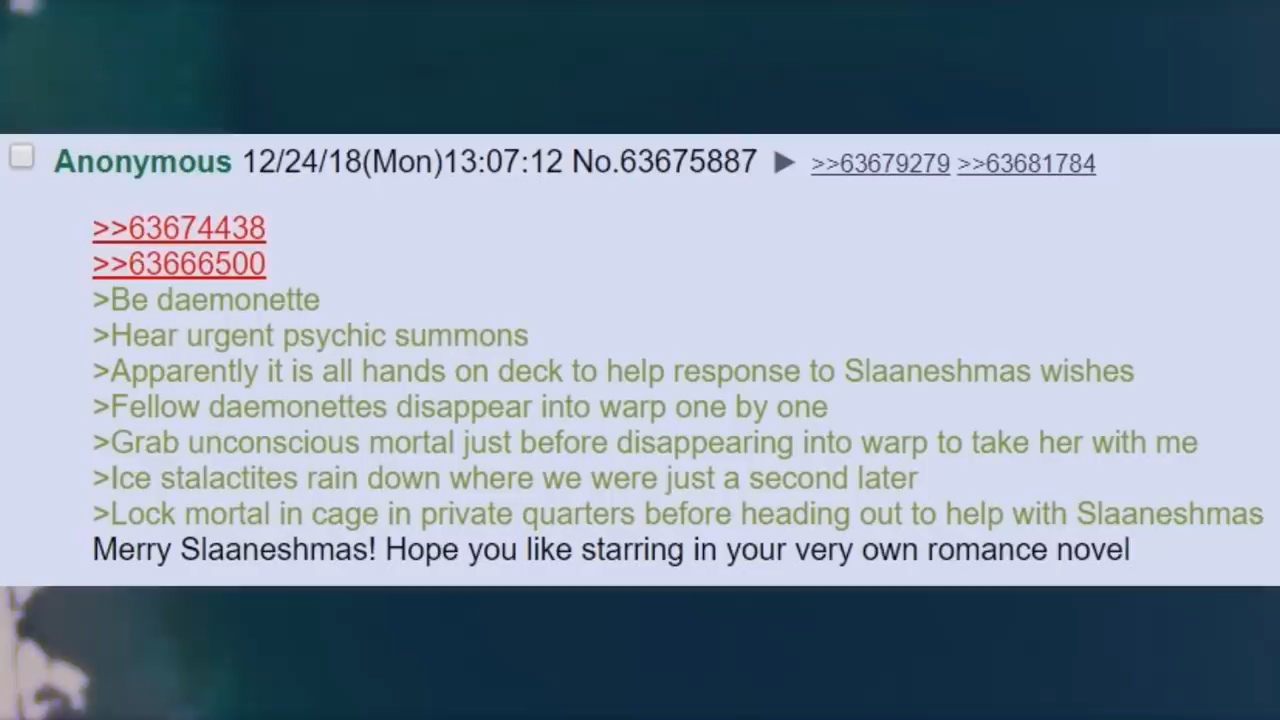 Anonymous 12/24/18(Mon)13:07:12 No.63675887 ▶ >>63679279 >>63681784
>>63674438
>>63666500
>Be daemonette
>Hear urgent psychic summons
>Apparently it is all hands on deck to help response to Slaaneshmas wishes
>Fellow daemonettes disappear into warp one by one
>Grab unconscious mortal just before disappearing into warp to take her with me
>Ice stalactites rain down where we were just a second later
>Lock mortal in cage in private quarters before heading out to help with Slaaneshmas
Merry Slaaneshmas! Hope you like starring in your very own romance novel